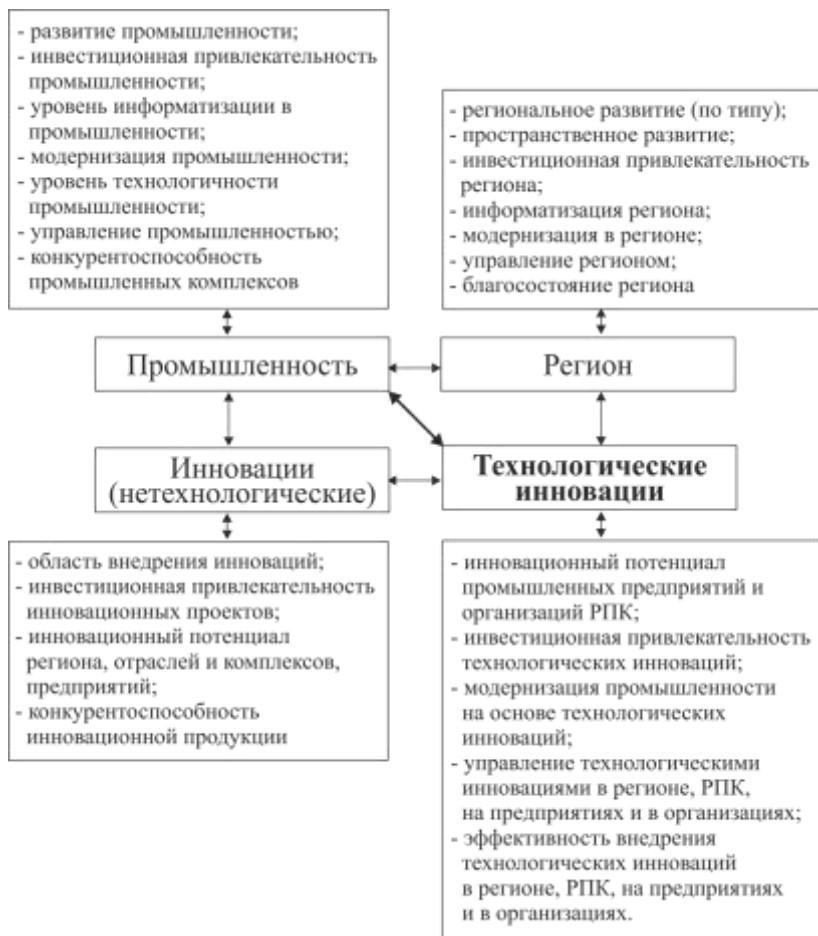 - развитие промышленности;
- инвестиционная привлекательность
промышленности;
- уровень информатизации в
промышленности;
- модернизация промышленности;
- уровень технологичности
промышленности;
- управление промышленностью;
- конкурентоспособность
промышленных комплексов
- региональное развитие (по типу);
- пространственное развитие;
- инвестиционная привлекательность
региона;
- информатизация региона;
- модернизация в регионе;
- управление регионом;
- благосостояние региона
Промышленность
Регион
Инновации
(нетехнологические)
Технологические
инновации
- область внедрения инноваций;
- инвестиционная привлекательность
инновационных проектов;
- инновационный потенциал
региона, отраслей и комплексов,
предприятий;
- конкурентоспособность
инновационной продукции
- инновационный потенциал
промышленных предприятий и
организаций РПК;
- инвестиционная привлекательность
технологических инноваций;
- модернизация промышленности
на основе технологических
инноваций;
- управление технологическими
инновациями в регионе, РПК,
на предприятиях и в организациях;
- эффективность внедрения
технологических инноваций
в регионе, РПК, на предприятиях
и в организациях.